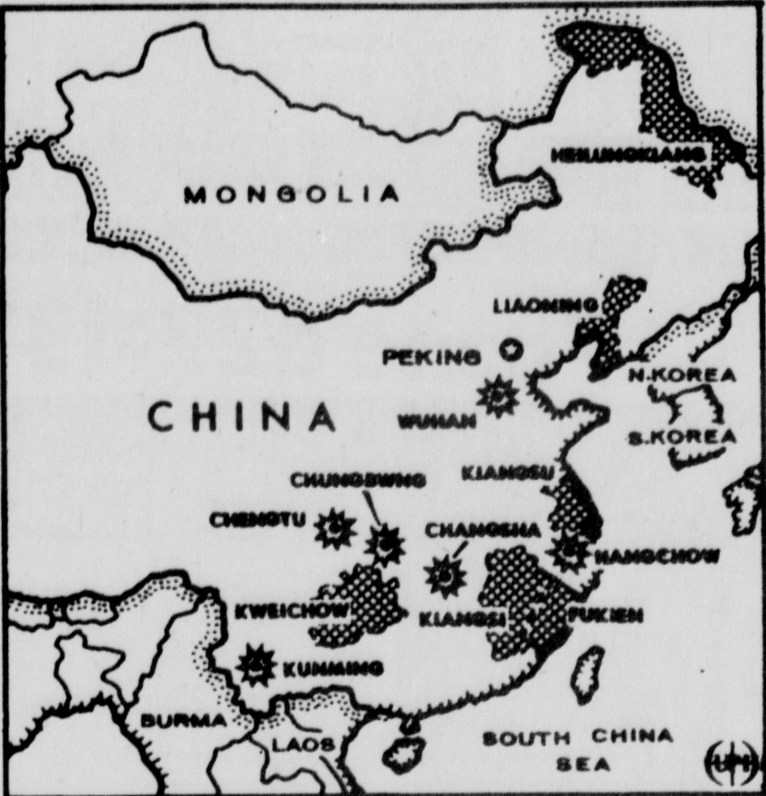 HEILUNGKIANG
MONGOLIA
LIAONING
PEKING
N.KOREA
WUHAN
CHINA
S.KOREA
KIANGSU
CHUNGBWNG
CHENGTU
CHANGSHA
HANGCHOW
KWEICHOW
KIANGSI
FUKIEN
KUNMING
BURMA
LAOS
SOUTH CHINA
SEA
UPI